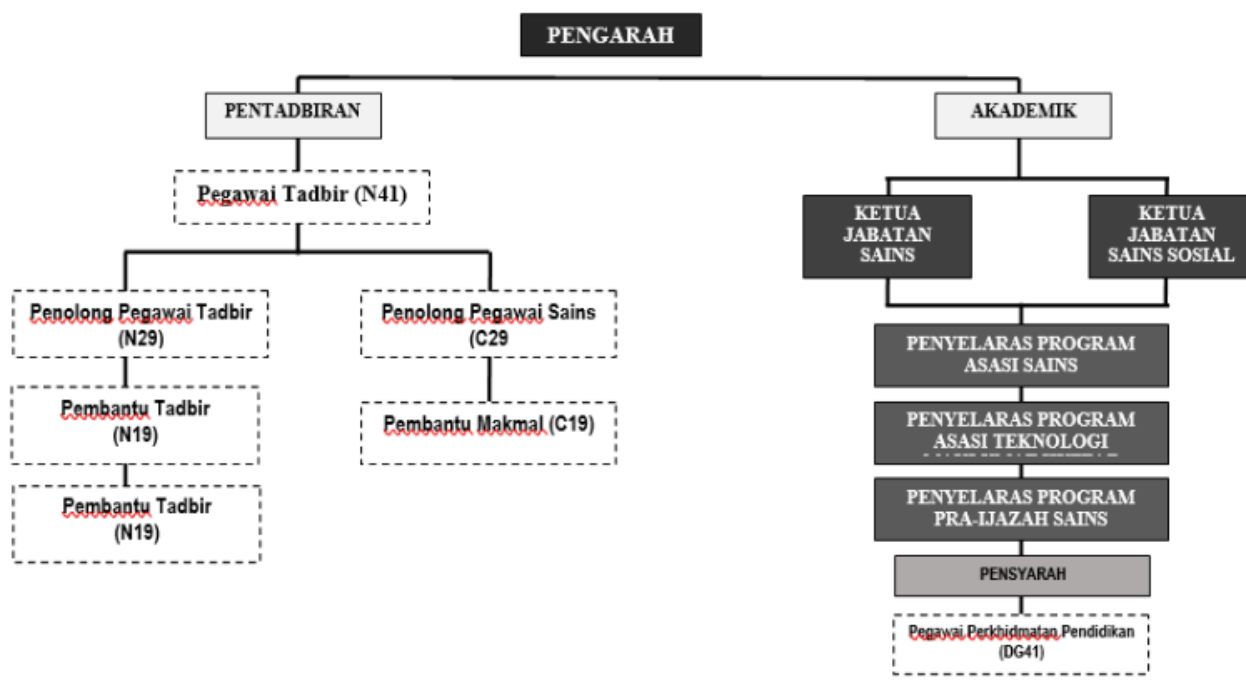 PENGARAH
PENTADBIRAN
Pegawai Tadbir (N41)
Penolong Pegawai Tadbir
(N29)
Pembantu Tadbir
(N19)
Pembantu Tadbir
(N19)
Penolong Pegawai Sains
(C29
Pembantu Makmal (C19)
AKADEMIK
KETUA
JABATAN
SAINS
KETUA
JABATAN
SAINS SOSIAL
PENYELARAS PROGRAM
ASASI SAINS
PENYELARAS PROGRAM
ASASI TEKNOLOGI
PENYELARAS PROGRAM
PRA-IJAZAH SAINS
PENSYARAH
Pegawai Perkhidmatan Pendidikan
(DG41)